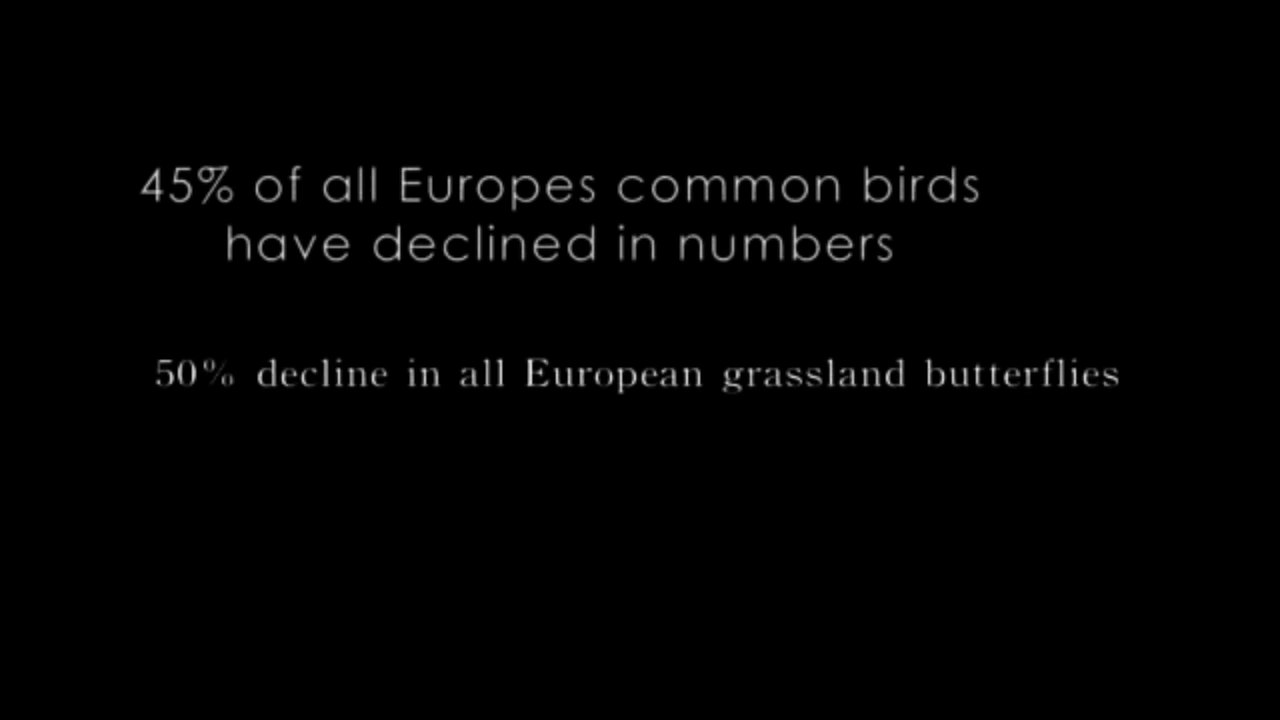 45% of all Europes common birds
have declined in numbers
50% decline in all European grassland butterflies